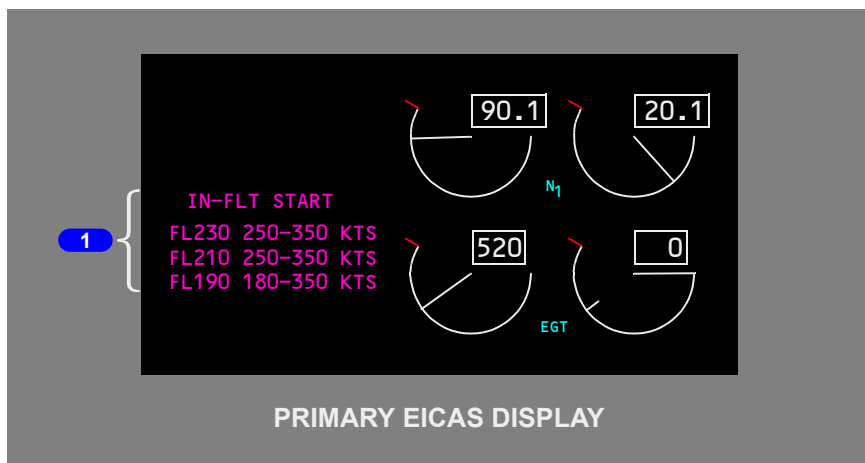 90.1 20.1
N1
IN-FLT START
1
FL230 250-350 KTS
FL210 250-350 KTS
FL190 180-350 KTS
520 0
EGT
PRIMARY EICAS DISPLAY